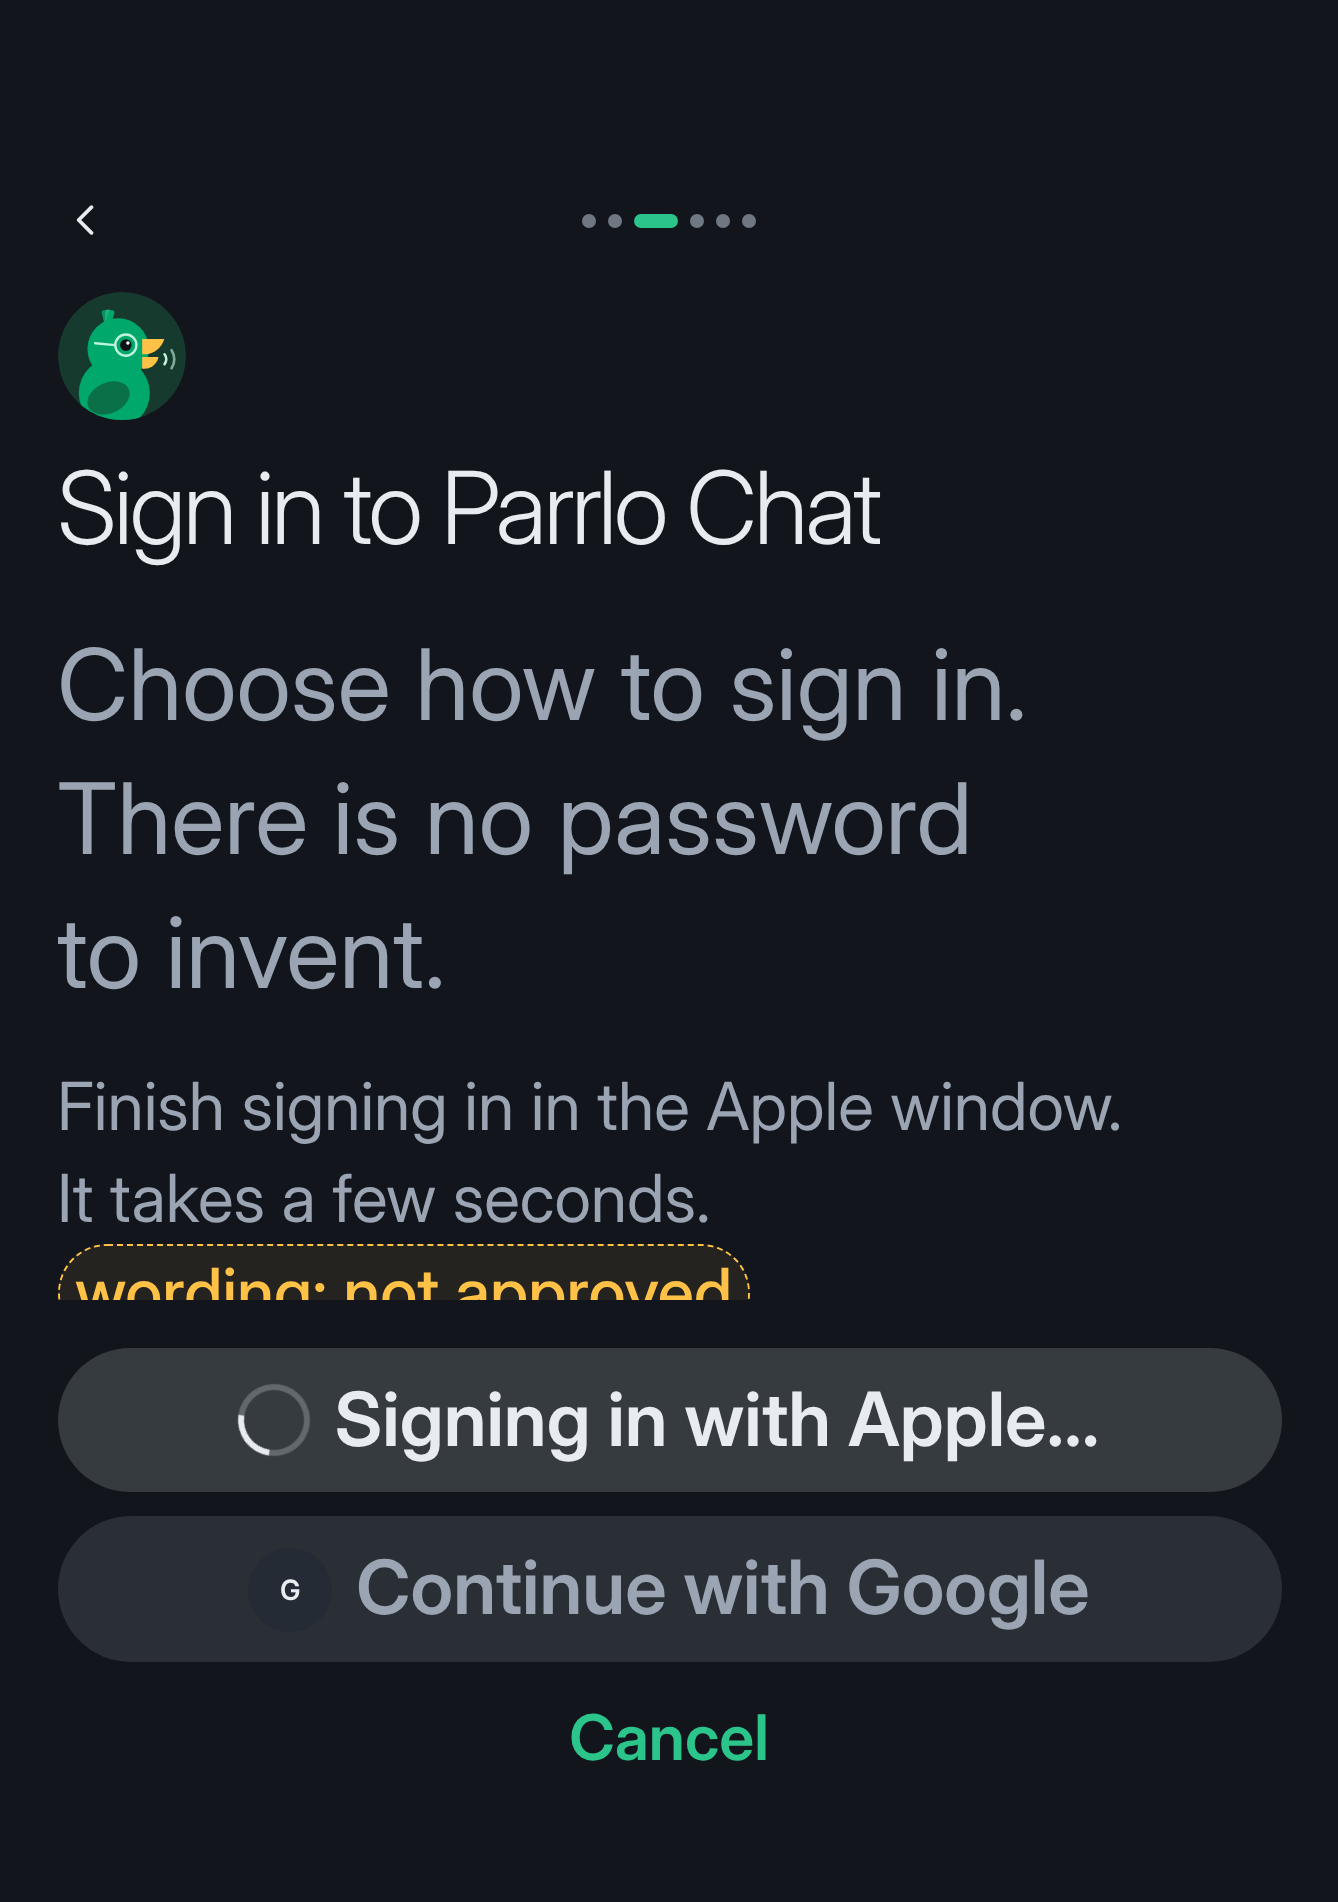 Sign in to Parrlo Chat
Choose how to sign in.
There is no password
to invent.
Finish signing in in the Apple window.
It takes a few seconds.
wording: not approved
Signing in with Apple...
G Continue with Google
Cancel